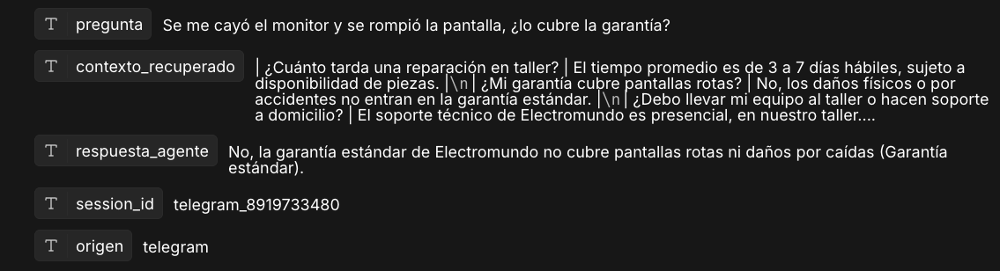 T pregunta Se me cayó el monitor y se rompió la pantalla, ¿lo cubre la garantía?
T contexto_recuperado | ¿Cuánto tarda una reparación en taller? | El tiempo promedio es de 3 a 7 días hábiles, sujeto a
disponibilidad de piezas. |\n| ¿Mi garantía cubre pantallas rotas? | No, los daños físicos o por
accidentes no entran en la garantía estándar. |\n| ¿Debo llevar mi equipo al taller o hacen soporte
a domicilio? | El soporte técnico de Electromundo es presencial, en nuestro taller....
T respuesta_agente No, la garantía estándar de Electromundo no cubre pantallas rotas ni daños por caídas (Garantía
estándar).
T session_id telegram_8919733480
T origen telegram